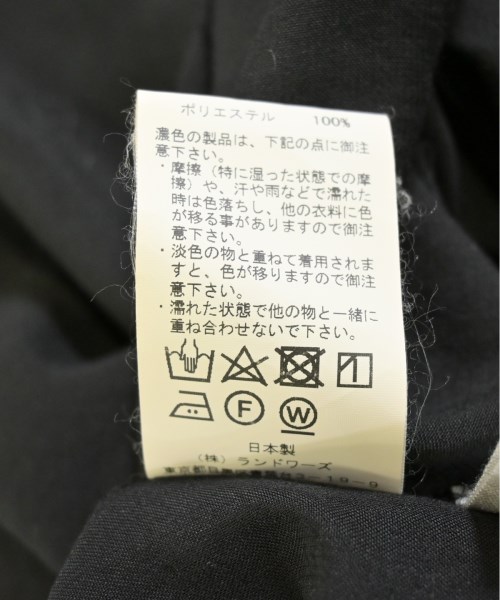 ポリエステル 100%
濃色の製品は、下記の点に御注
意下さい。
・摩擦（特に湿った状態での摩
擦）や、汗や雨などで濡れた
時は色落ちし、他の衣料に色
が移る事がありますので御注
意下さい。
・淡色の物と重ねて着用されま
すと、色が移りますので御注
意下さい。
・濡れた状態で他の物と一緒に
重ね合わせないで下さい。
F W
日本製
（株）ランドワーズ
東京都目黒区